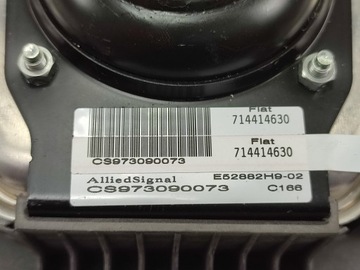 Fiat
714414630
Fiat
714414630
CS973090073
AlliedSignal E52882H9-02
CS973090073 C166